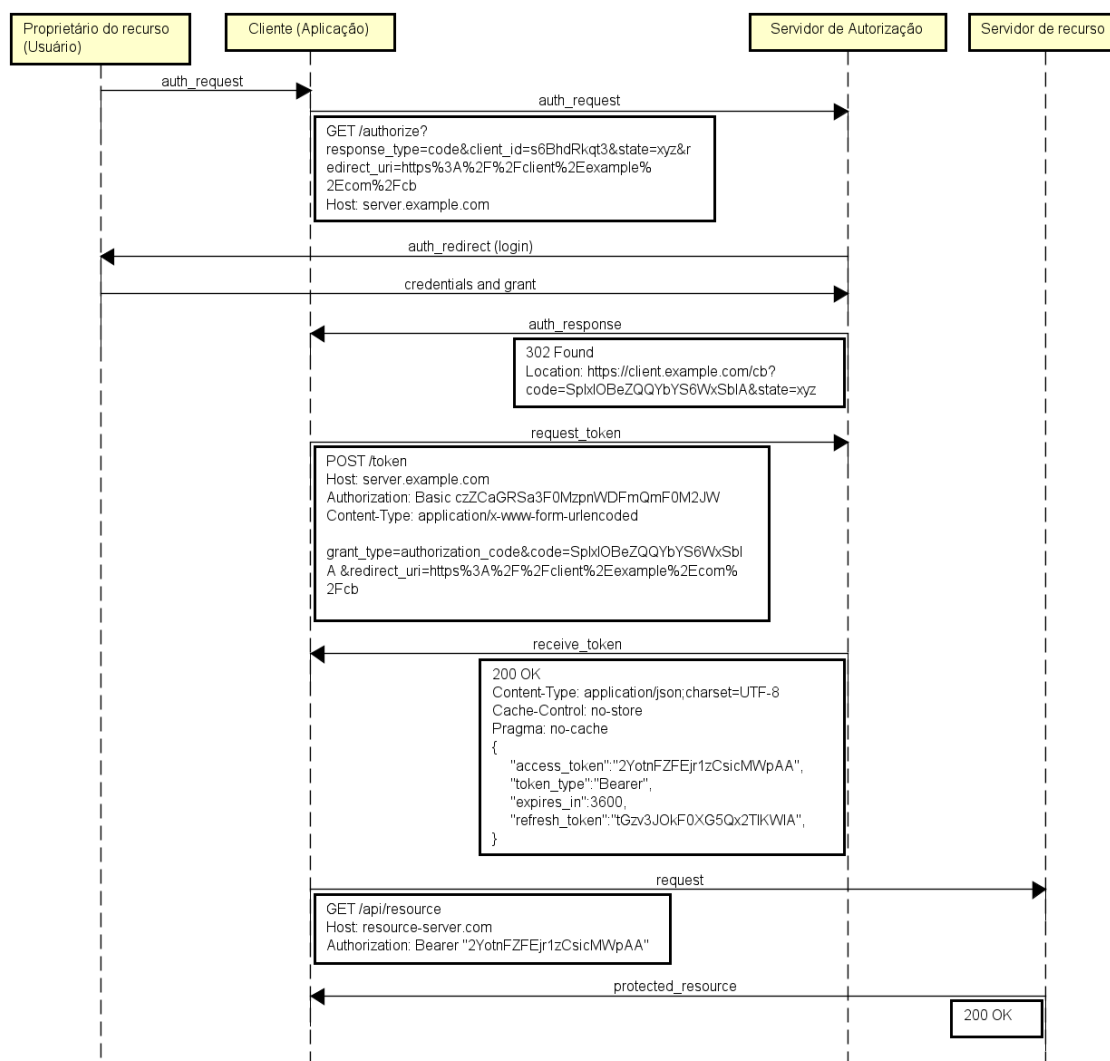 Proprietário do recurso
(Usuário)
Cliente (Aplicação)
Servidor de Autorização
Servidor de recurso
auth_request
auth_request
GET /authorize?
response_type=code&client_id=s6BhdRkqt3&state=xyz&r
edirect_uri=https%3A%2F%2Fclient%2Eexample%
2Ecom%2Fcb
Host: server.example.com
auth_redirect (login)
credentials and grant
auth_response
302 Found
Location: https://client.example.com/cb?
code=SplxlOBeZQQYbYS6WxSbIA&state=xyz
request_token
POST /token
Host: server.example.com
Authorization: Basic czZCaGRSa3F0MzpnWDFmQmF0M2JW
Content-Type: application/x-www-form-urlencoded
grant_type=authorization_code&code=SplxlOBeZQQYbYS6WxSbI
A &redirect_uri=https%3A%2F%2Fclient%2Eexample%2Ecom%
2Fcb
receive_token
200 OK
Content-Type: application/json;charset=UTF-8
Cache-Control: no-store
Pragma: no-cache
{
"access_token":"2YotnFZFEjr1zCsicMWpAA",
"token_type":"Bearer",
"expires_in":3600,
"refresh_token":"tGzv3JOkF0XG5Qx2TlKWIA",
}
request
GET /api/resource
Host: resource-server.com
Authorization: Bearer "2YotnFZFEjr1zCsicMWpAA"
protected_resource
200 OK